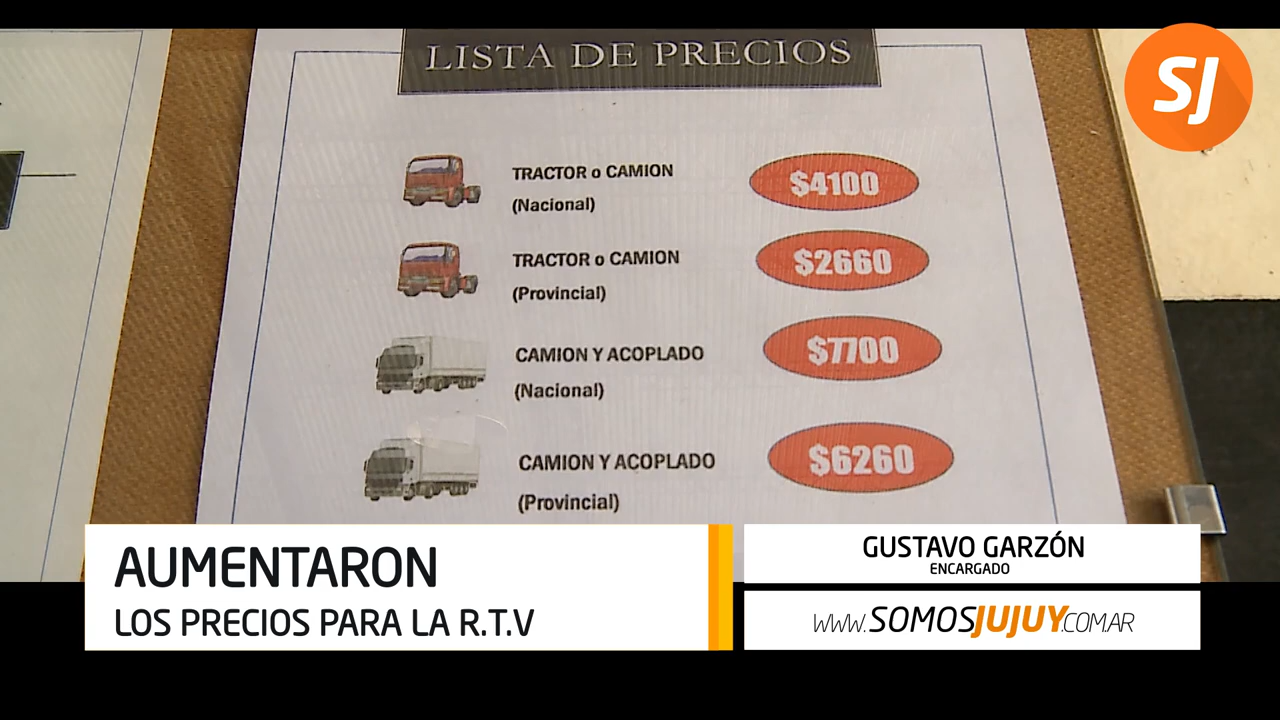 LISTA DE PRECIOS
SJ
TRACTOR o CAMION
(Nacional)
$4100
TRACTOR o CAMION
(Provincial)
$2660
CAMION Y ACOPLADO
(Nacional)
$7700
CAMION Y ACOPLADO
(Provincial)
$6260
AUMENTARON
LOS PRECIOS PARA LA R.T.V
GUSTAVO GARZÓN
ENCARGADO
WWW.SOMOSJUJUY.COM.AR